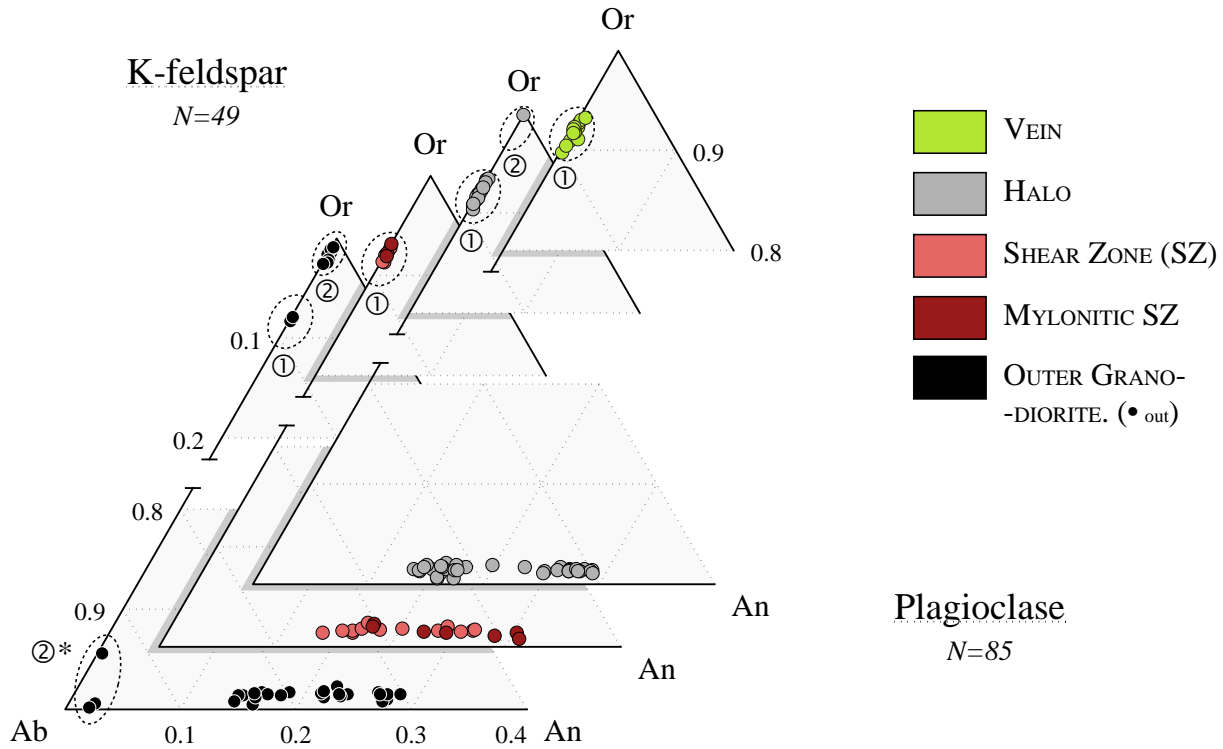 Or
K-feldspar
N=49
Or
Or
Or
②
①
0.9
0.8
①
②
①
0.1
①
0.2
0.8
0.9
②*
Ab
0.1
0.2
0.3
0.4
An
An
An
VEIN
HALO
SHEAR ZONE (SZ)
MYLONITIC SZ
OUTER GRANO-
-DIORITE. (• out)
Plagioclase
N=85